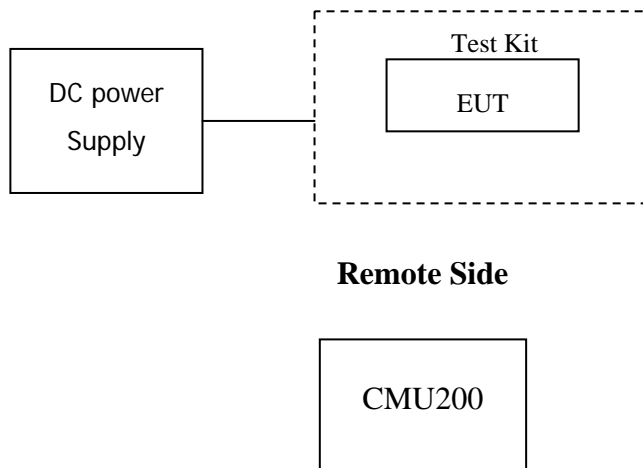 Test Kit
DC power
Supply
EUT
Remote Side
CMU200